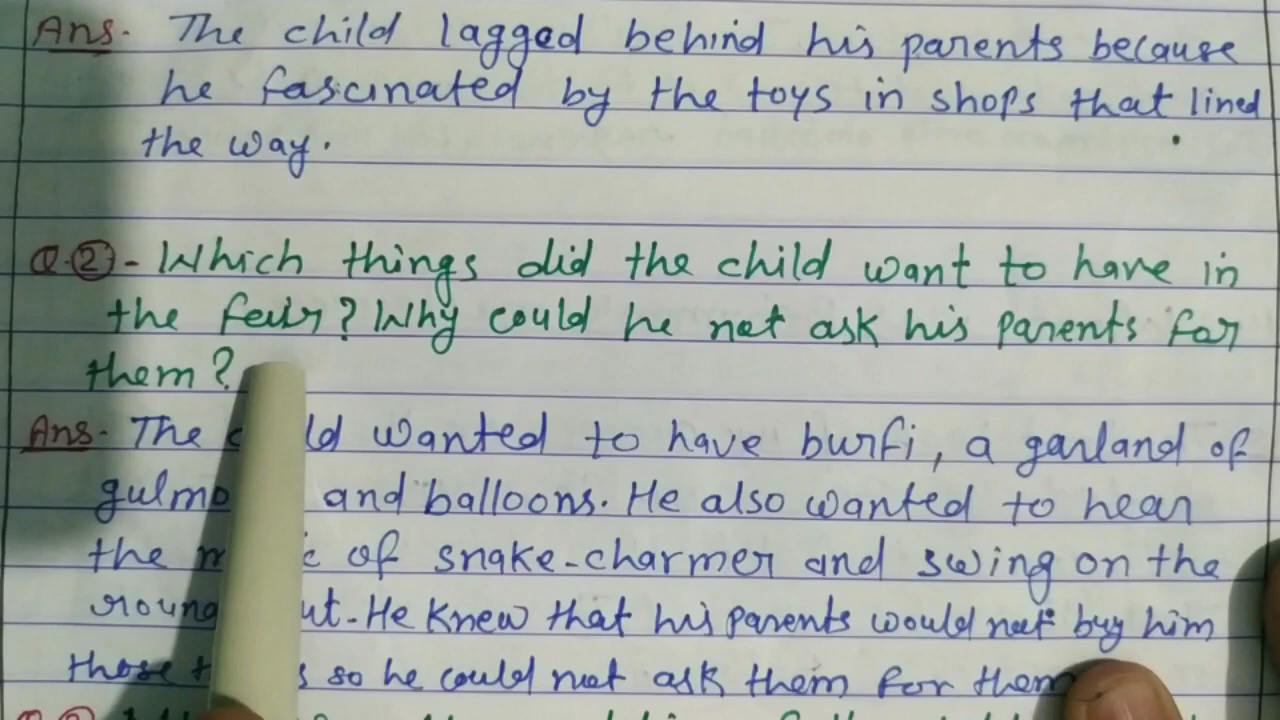 Ans. The child lagged behind his parents because
he fascinated by the toys in shops that lined
the way.
Q.2 - Which things did the child want to have in
the fair? Why could he not ask his parents for
them?
Ans. The wanted to have burfi, a garland of
and balloons. He also wanted to hear
the of snake-charmer and swing on the
He knew that his parents would not buy him
those so he could not ask them for them